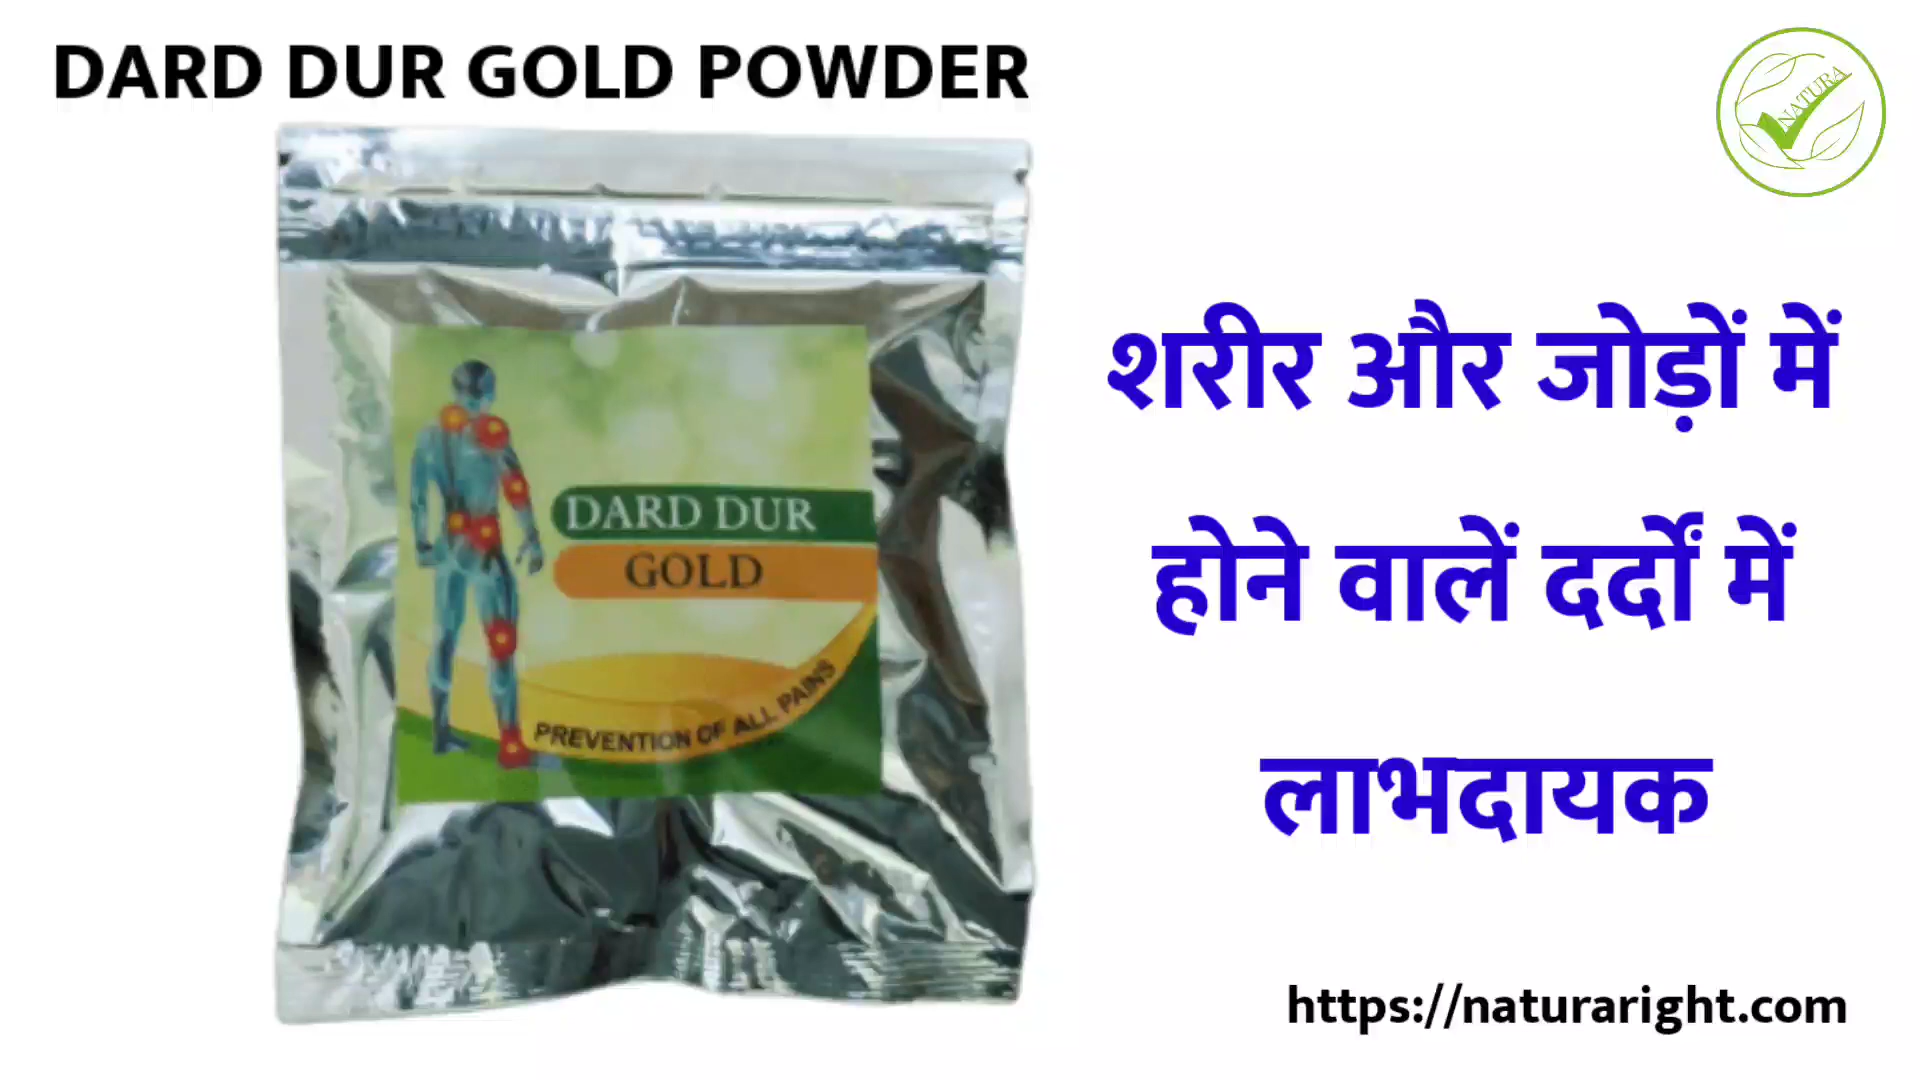 DARD DUR GOLD POWDER
NATURA
DARD DUR
GOLD
PREVENTION OF ALL PAINS
शरीर और जोड़ों में
होने वालें दर्दों में
लाभदायक
https://naturaright.com